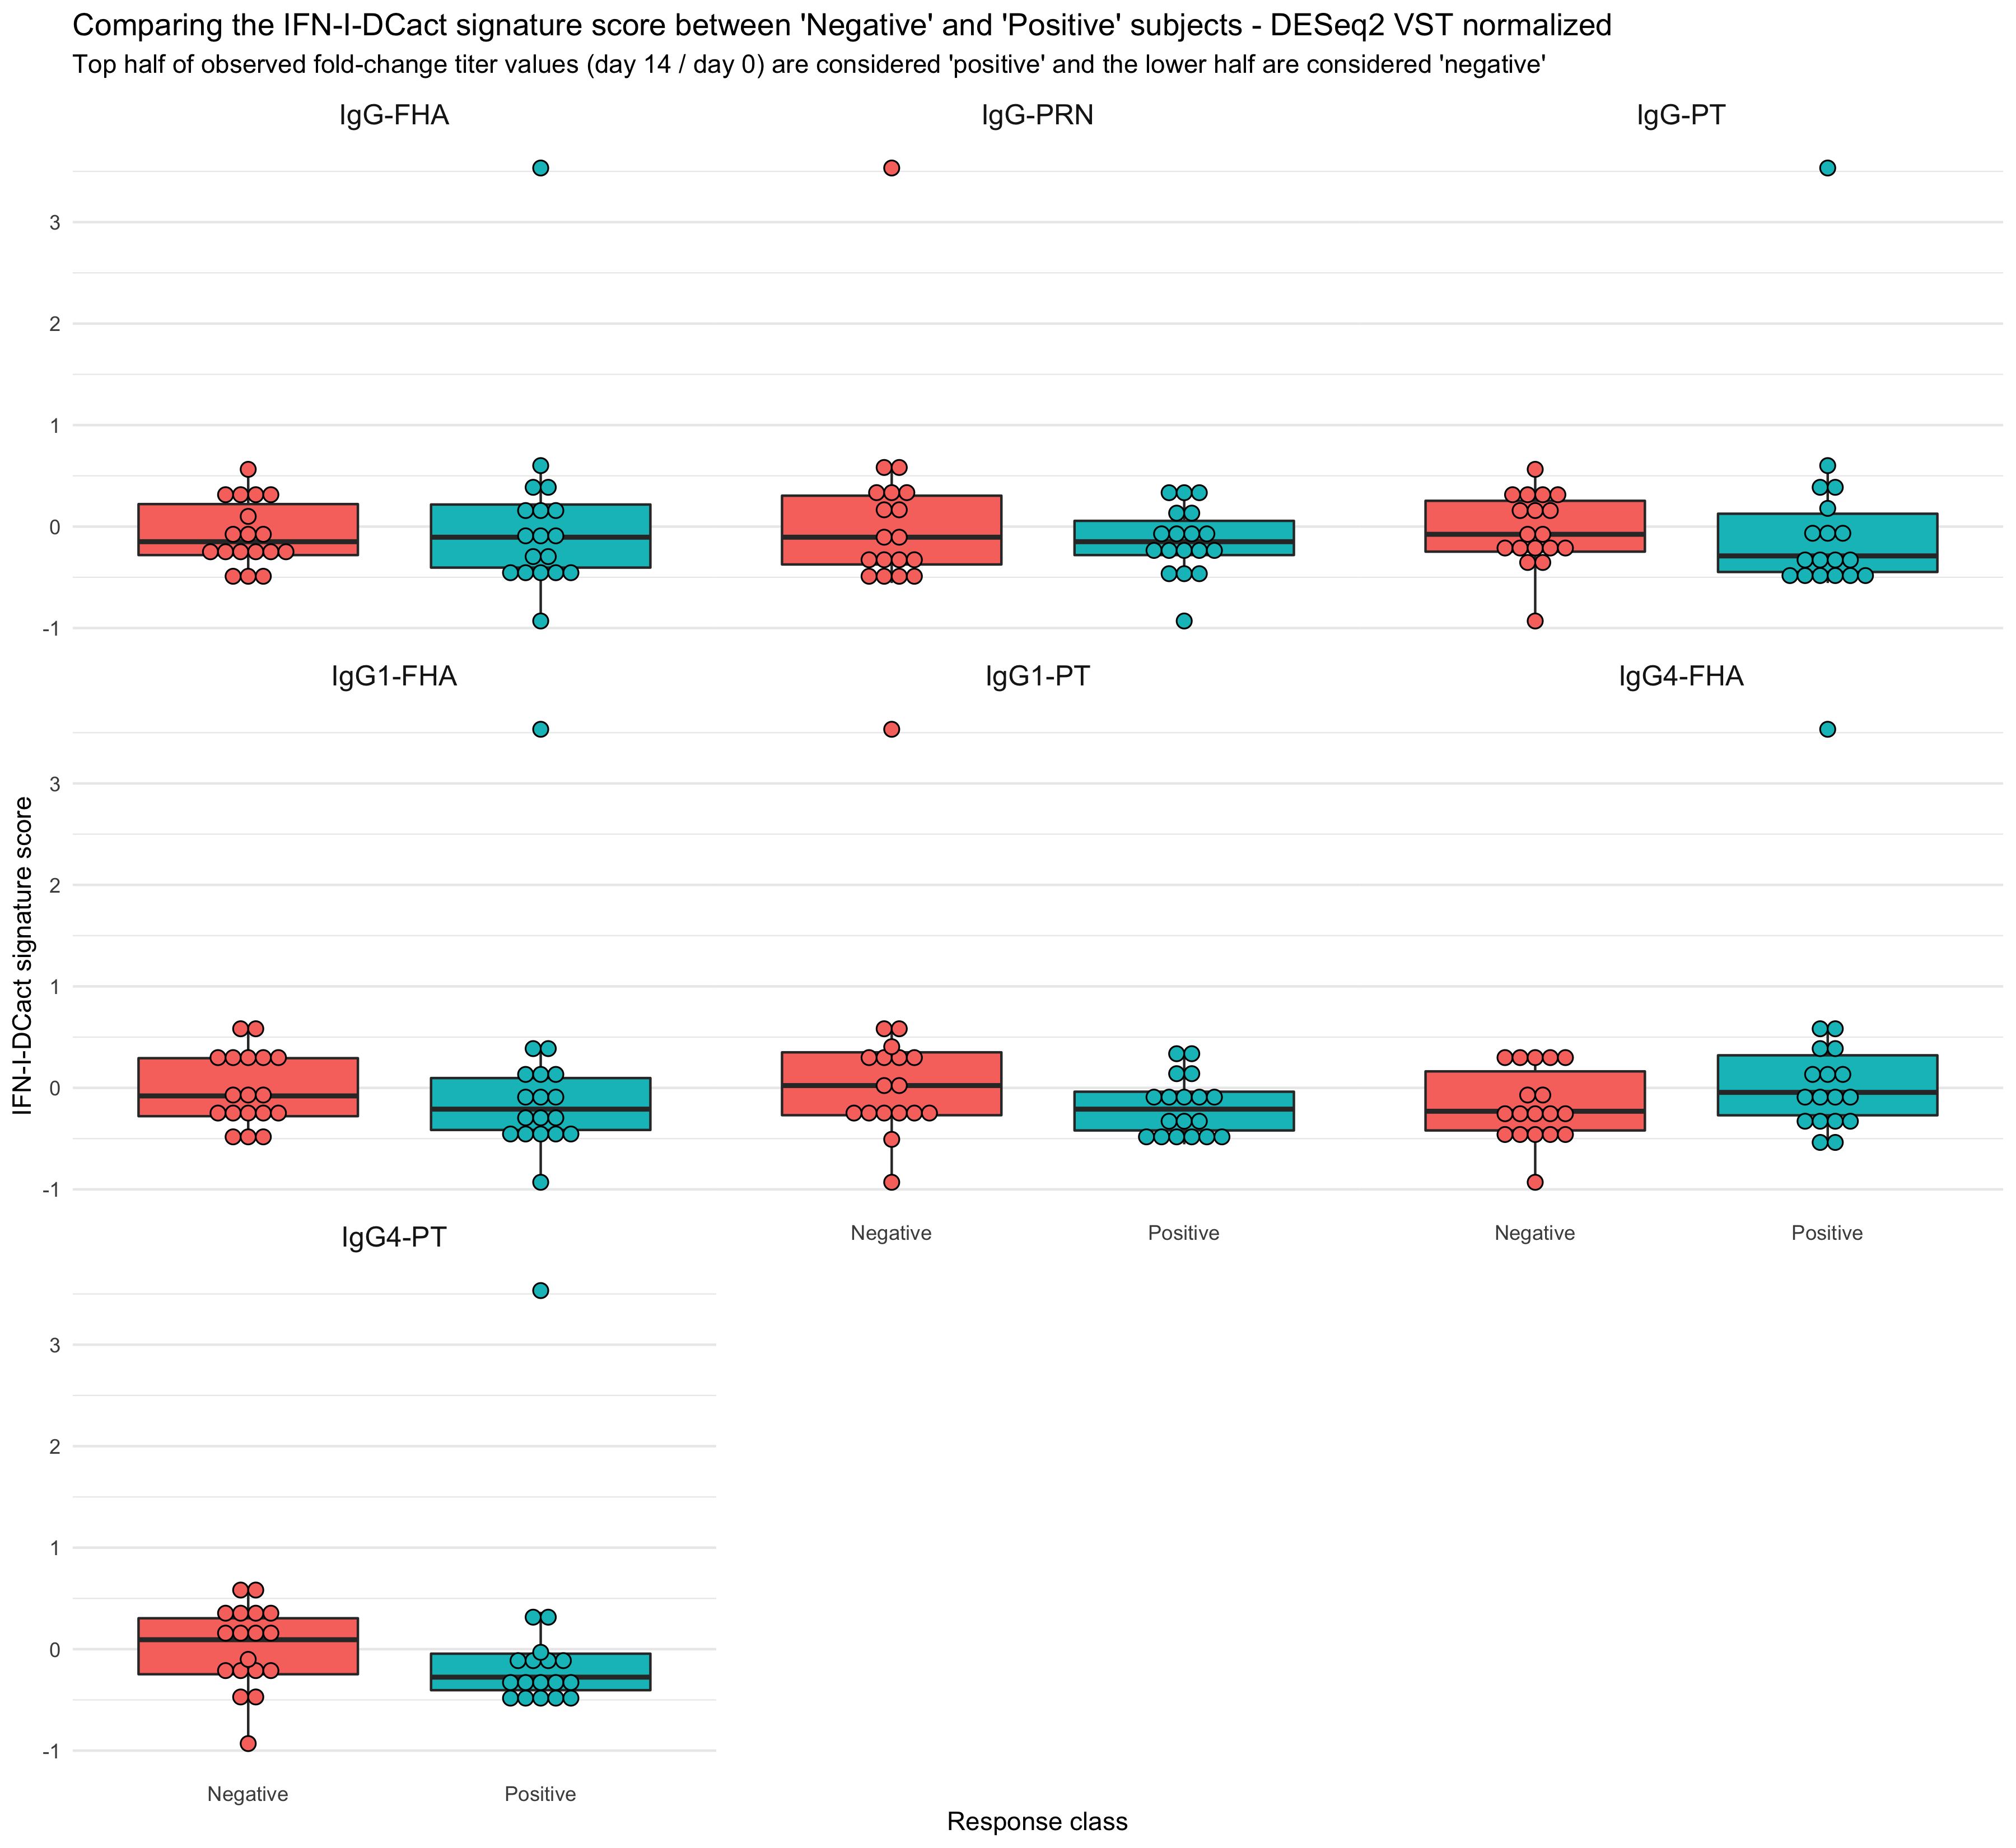 Comparing the IFN-I-DCact signature score between 'Negative' and 'Positive' subjects - DESeq2 VST normalized
Top half of observed fold-change titer values (day 14 / day 0) are considered 'positive' and the lower half are considered 'negative'
IgG-FHA IgG-PRN IgG-PT
3
2
1
0
-1
IgG1-FHA IgG1-PT IgG4-FHA
3
2
1
0
-1
IFN-I-DCact signature score
Negative Positive Negative Positive
IgG4-PT
3
2
1
0
-1
Negative Positive
Response class